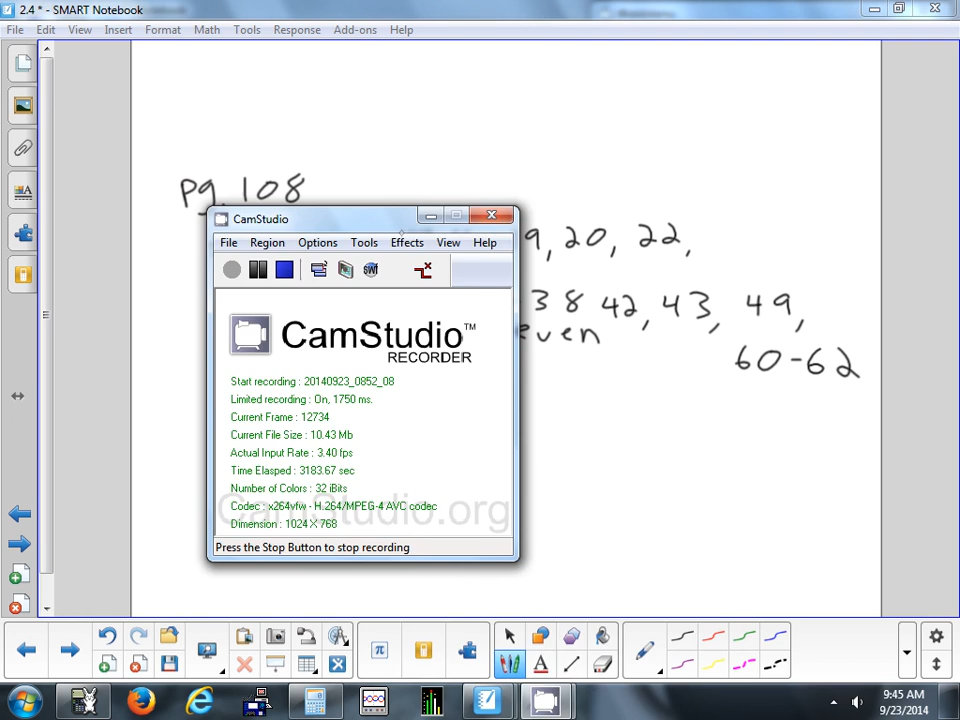 2.4 * - SMART Notebook
File Edit View Insert Format Math Tools Response Add-ons Help
pg. 108
9, 20, 22,
38 42, 43, 49,
even
60-62
CamStudio
File Region Options Tools Effects View Help
SWF
CamStudio™
RECORDER
Start recording : 20140923_0852_08
Limited recording : On, 1750 ms.
Current Frame : 12734
Current File Size : 10.43 Mb
Actual Input Rate : 3.40 fps
Time Elasped : 3183.67 sec
Number of Colors : 32 iBits
Codec : x264vfw - H.264/MPEG-4 AVC codec
Dimension : 1024 X 768
CamStudio.org
Press the Stop Button to stop recording
9:45 AM
9/23/2014